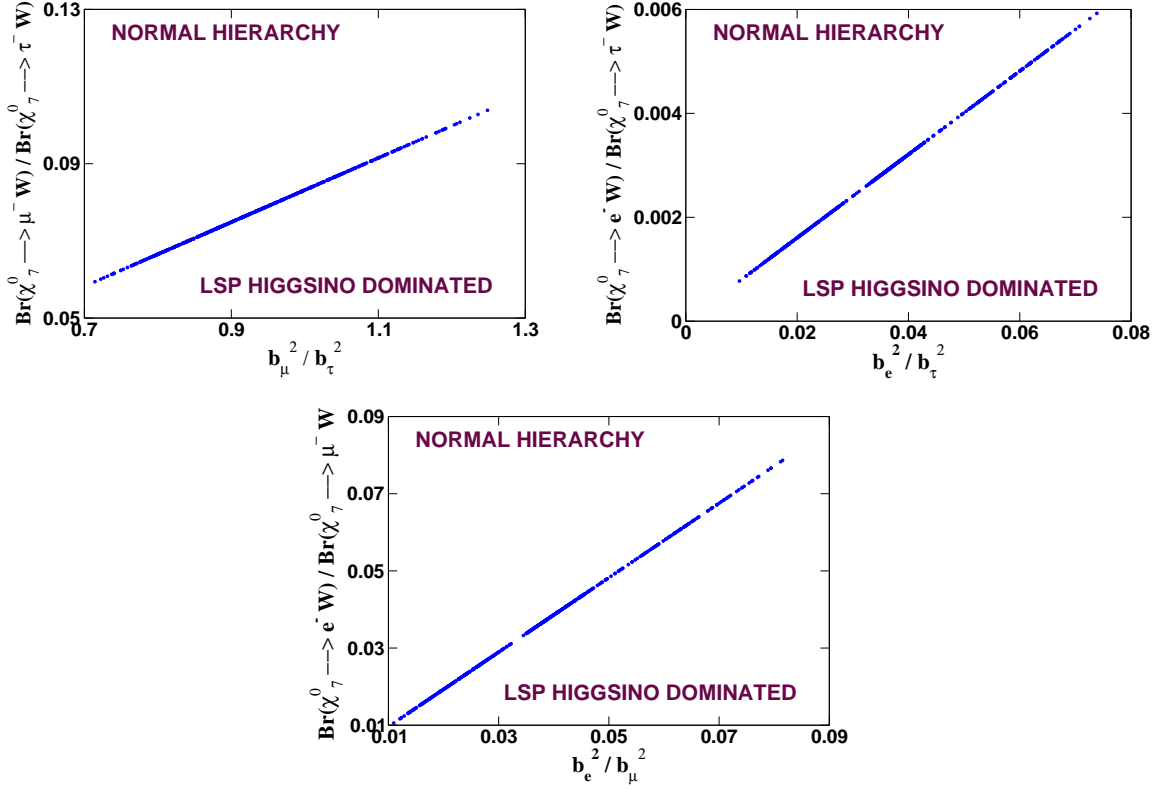 Br(χ⁰₇ —–> μ⁻ W) / Br(χ⁰₇ —–> τ⁻ W)
0.13
0.09
0.05
NORMAL HIERARCHY
LSP HIGGSINO DOMINATED
0.7 0.9 1.1 1.3
b_μ² / b_τ²
Br(χ⁰₇ —–> e⁻ W) / Br(χ⁰₇ —–> τ⁻ W)
0.006
0.004
0.002
0
NORMAL HIERARCHY
LSP HIGGSINO DOMINATED
0 0.02 0.04 0.06 0.08
b_e² / b_τ²
Br(χ⁰₇ —–> e⁻ W) / Br(χ⁰₇ —–> μ⁻ W
0.09
0.07
0.05
0.03
0.01
NORMAL HIERARCHY
LSP HIGGSINO DOMINATED
0.01 0.03 0.05 0.07 0.09
b_e² / b_μ²